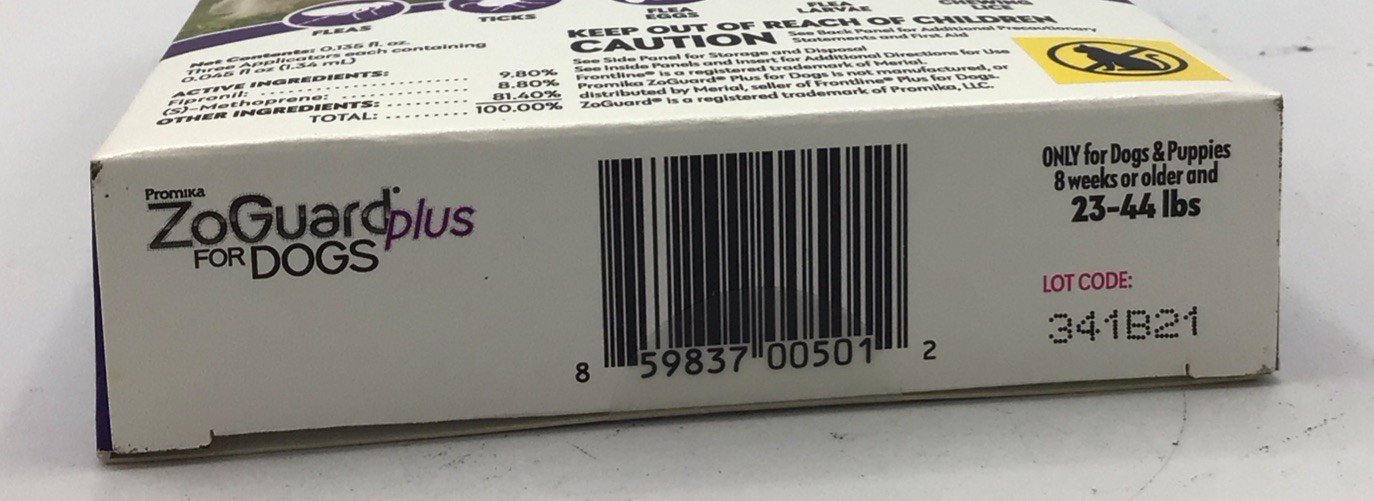 FLEAS
TICKS
FLEA
EGGS
FLEA
LARVAE
CHEWING
LICE
Net Contents: 0.135 fl. oz.
Three Applicators each containing
0.045 fl oz (1.34 mL)
ACTIVE INGREDIENTS:
Fipronil: 9.80%
(S)-Methoprene: 8.80%
OTHER INGREDIENTS: 81.40%
TOTAL: 100.00%
KEEP OUT OF REACH OF CHILDREN
CAUTION See Back Panel for Additional Precautionary
Statements and First Aid
See Side Panel for Storage and Disposal
See Inside Panels and Insert for Additional Directions for Use
Frontline® is a registered trademark of Merial.
Promika ZoGuard® Plus for Dogs is not manufactured, or
distributed by Merial, seller of Frontline® Plus for Dogs.
ZoGuard® is a registered trademark of Promika, LLC.
Promika
ZoGuard plus
FOR DOGS
8 59837 00501 2
ONLY for Dogs & Puppies
8 weeks or older and
23-44 lbs
LOT CODE:
341B21